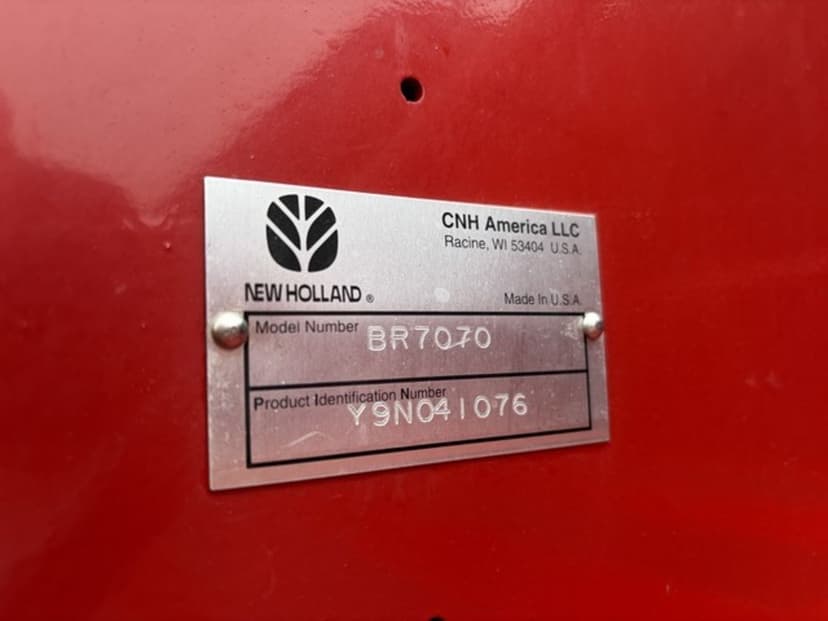 CNH America LLC
Racine, WI 53404 U.S.A.
NEW HOLLAND ®
Made In U.S.A.
Model Number BR7070
Product Identification Number
Y9N041076